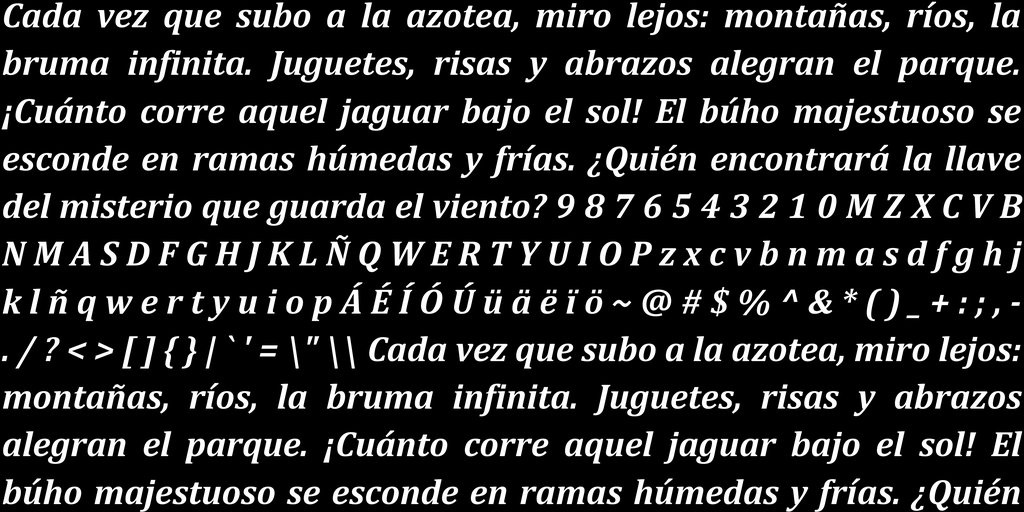 Cada vez que subo a la azotea, miro lejos: montañas, ríos, la
bruma infinita. Juguetes, risas y abrazos alegran el parque.
¡Cuánto corre aquel jaguar bajo el sol! El búho majestuoso se
esconde en ramas húmedas y frías. ¿Quién encontrará la llave
del misterio que guarda el viento? 9 8 7 6 5 4 3 2 1 0 M Z X C V B
N M A S D F G H J K L Ñ Q W E R T Y U I O P z x c v b n m a s d f g h j
k l ñ q w e r t y u i o p Á É Í Ó Ú ü ä ë ï ö ~ @ # $ % ^ & * ( ) _ + : ; , -
. / ? < > [ ] { } | ` ' = \" \\ Cada vez que subo a la azotea, miro lejos:
montañas, ríos, la bruma infinita. Juguetes, risas y abrazos
alegran el parque. ¡Cuánto corre aquel jaguar bajo el sol! El
búho majestuoso se esconde en ramas húmedas y frías. ¿Quién